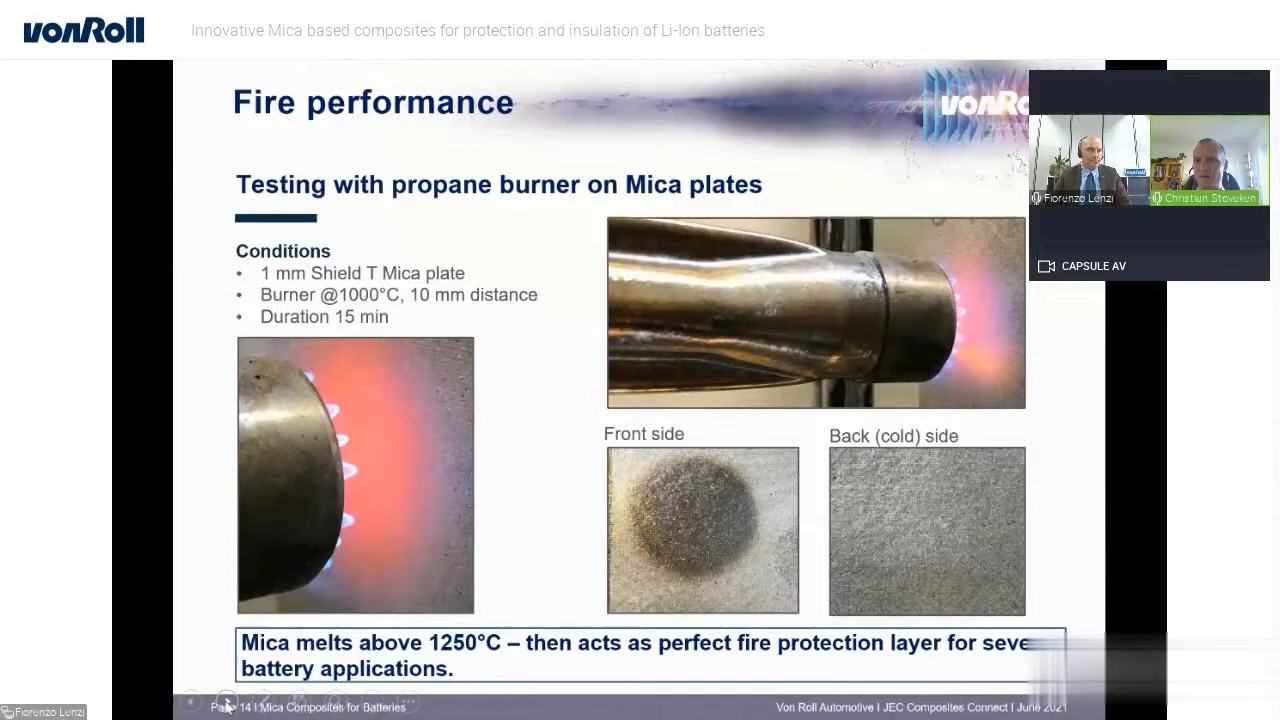 vonRoll
Innovative Mica based composites for protection and insulation of Li-Ion batteries
Fire performance
Testing with propane burner on Mica plates
Conditions
• 1 mm Shield T Mica plate
• Burner @1000°C, 10 mm distance
• Duration 15 min
Fiorenzo Lenzi
Christian Stoveken
CAPSULE AV
Front side
Back (cold) side
Mica melts above 1250°C – then acts as perfect fire protection layer for seve
battery applications.
14 I Mica Composites for Batteries
Von Roll Automotive I JEC Composites Connect I June 2021
Fiorenzo Lenzi